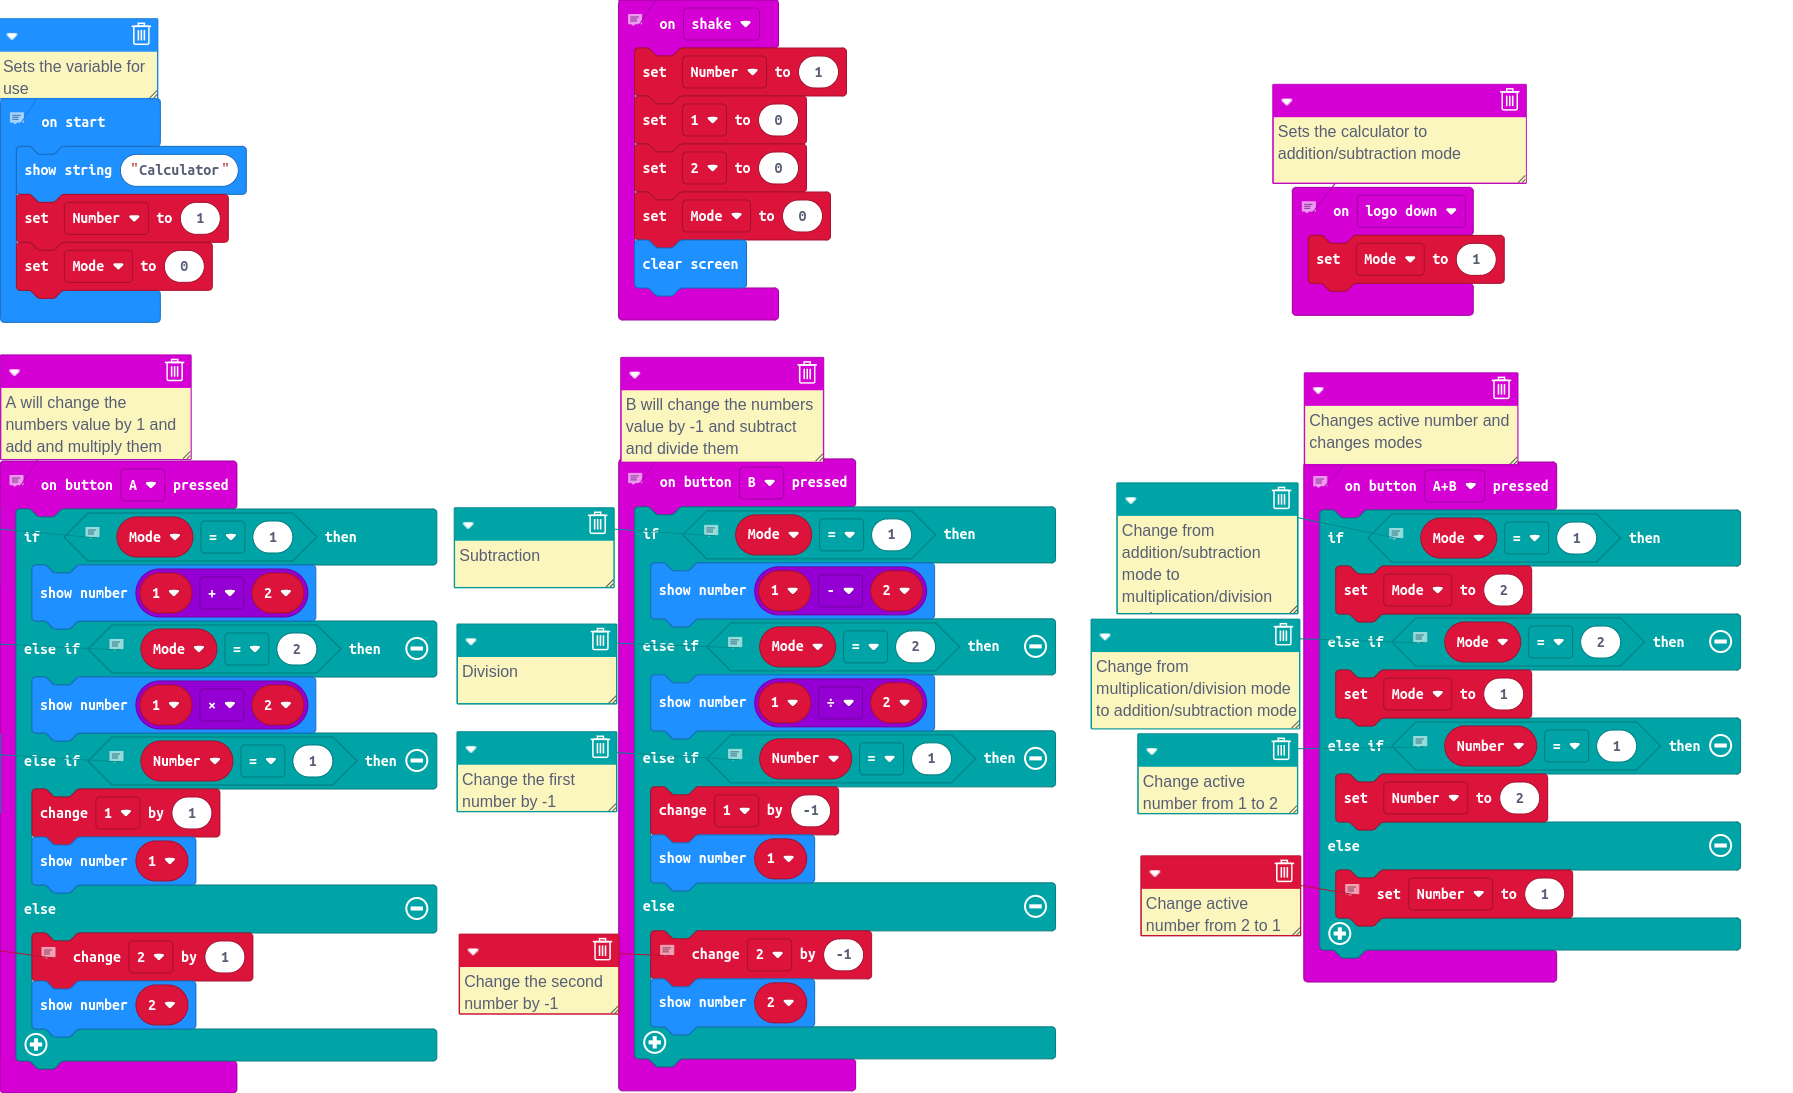 Sets the variable for
use
on start
show string "Calculator"
set Number to 1
set Mode to 0
on shake
set Number to 1
set 1 to 0
set 2 to 0
set Mode to 0
clear screen
Sets the calculator to
addition/subtraction mode
on logo down
set Mode to 1
A will change the
numbers value by 1 and
add and multiply them
on button A pressed
if Mode = 1 then
show number 1 + 2
else if Mode = 2 then
show number 1 × 2
else if Number = 1 then
change 1 by 1
show number 1
else
change 2 by 1
show number 2
Subtraction
Division
Change the first
number by -1
Change the second
number by -1
B will change the numbers
value by -1 and subtract
and divide them
on button B pressed
if Mode = 1 then
show number 1 - 2
else if Mode = 2 then
show number 1 ÷ 2
else if Number = 1 then
change 1 by -1
show number 1
else
change 2 by -1
show number 2
Change from
addition/subtraction
mode to
multiplication/division
Change from
multiplication/division mode
to addition/subtraction mode
Change active
number from 1 to 2
Change active
number from 2 to 1
Changes active number and
changes modes
on button A+B pressed
if Mode = 1 then
set Mode to 2
else if Mode = 2 then
set Mode to 1
else if Number = 1 then
set Number to 2
else
set Number to 1